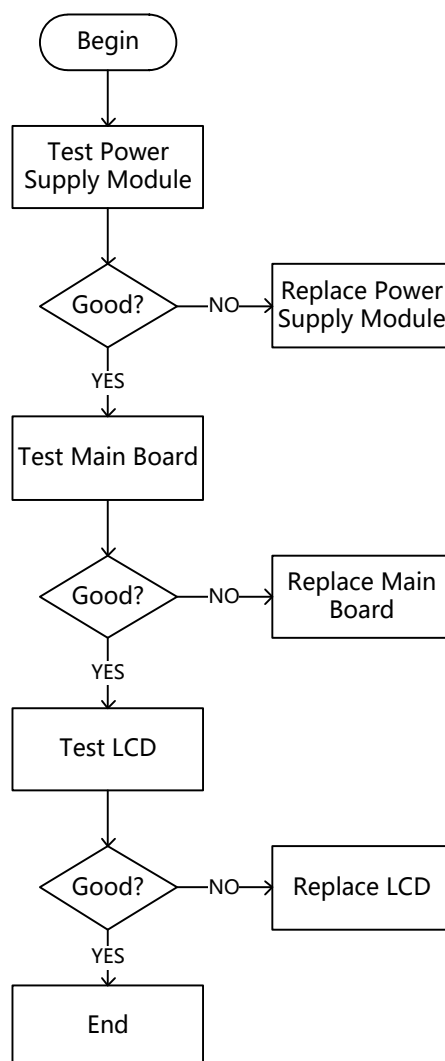 Begin
Test Power
Supply Module
Good?
NO
Replace Power
Supply Module
YES
Test Main Board
Good?
NO
Replace Main
Board
YES
Test LCD
Good?
NO
Replace LCD
YES
End